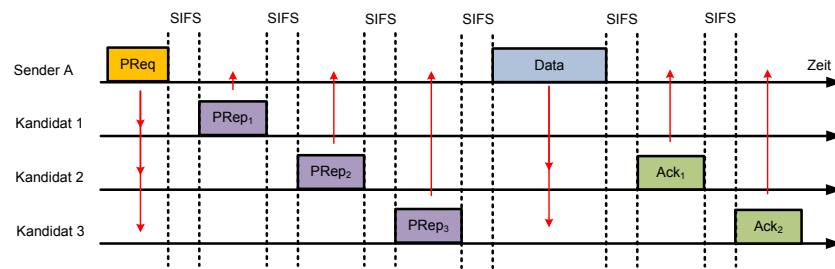 SIFS SIFS SIFS SIFS SIFS SIFS
Sender A PReq Data Zeit
Kandidat 1 PRep1
Kandidat 2 PRep2 Ack1
Kandidat 3 PRep3 Ack2